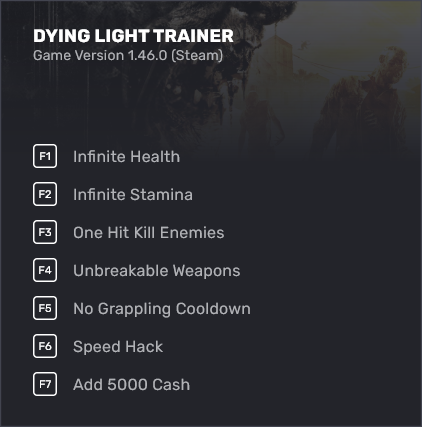 DYING LIGHT TRAINER
Game Version 1.46.0 (Steam)
F1 Infinite Health
F2 Infinite Stamina
F3 One Hit Kill Enemies
F4 Unbreakable Weapons
F5 No Grappling Cooldown
F6 Speed Hack
F7 Add 5000 Cash